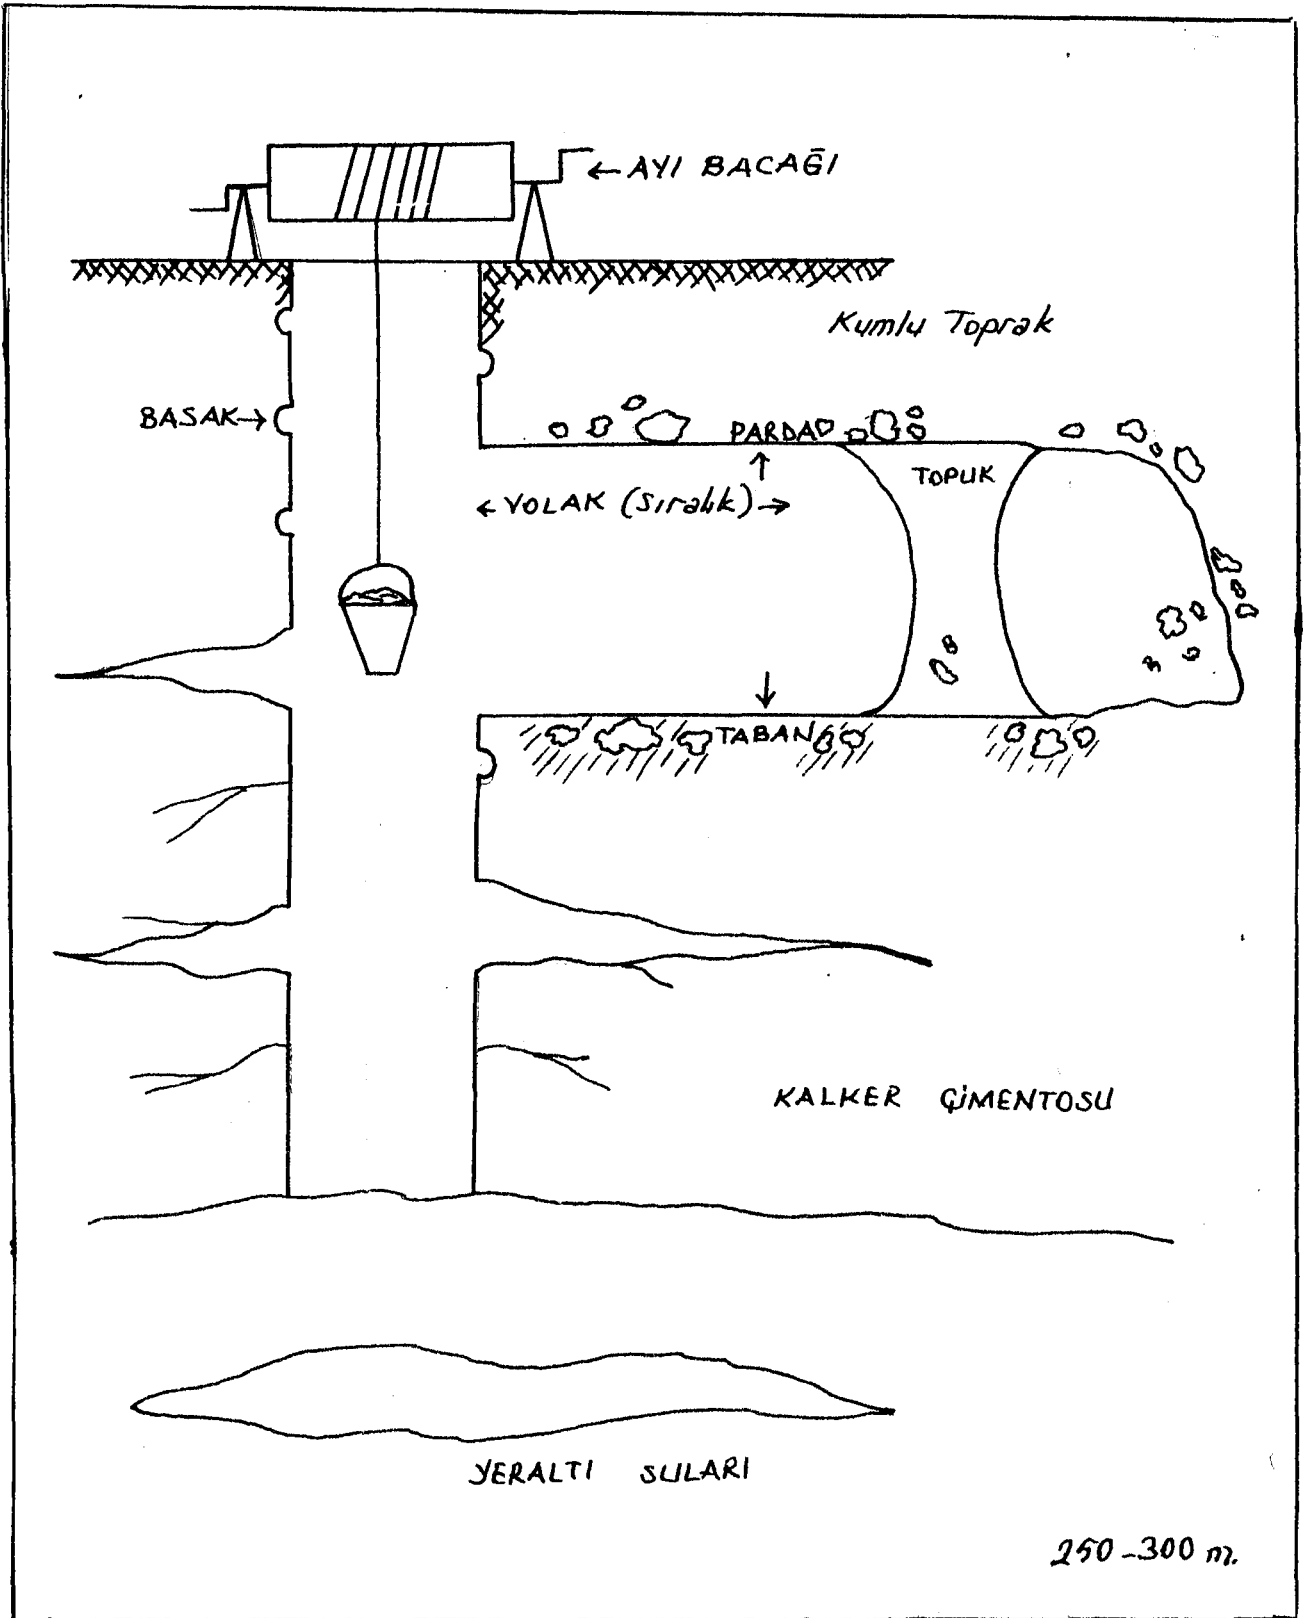 ← AYI BACAĞI
Kumlu Toprak
BASAK →
PARDA
TOPUK
← YOLAK (Sıralık) →
TABAN
KALKER ÇİMENTOSU
YERALTI SULARI
250-300 m.